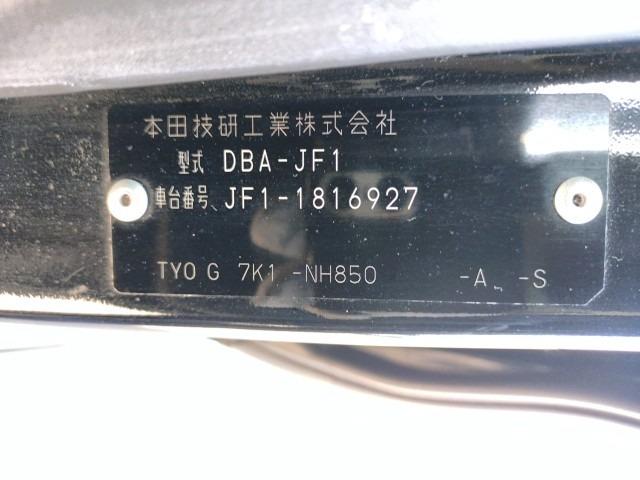 本田技研工業株式会社
型式 DBA-JF1
車台番号 JF1-1816927
TYO G 7K1 -NH850 -A -S